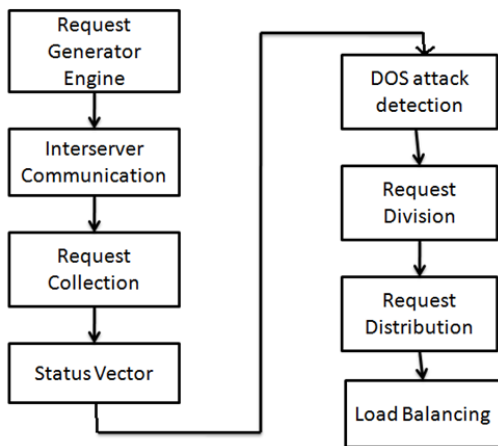 Request
Generator
Engine
Interserver
Communication
Request
Collection
Status Vector
DOS attack
detection
Request
Division
Request
Distribution
Load Balancing